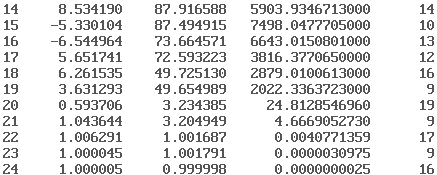 14 8.534190 87.916588 5903.9346713000 14
15 -5.330104 87.494915 7498.0477705000 10
16 -6.544964 73.664571 6643.0150801000 13
17 5.651741 72.593223 3816.3770650000 12
18 6.261535 49.725130 2879.0100613000 16
19 3.631293 49.654989 2022.3363723000 9
20 0.593706 3.234385 24.8128546960 19
21 1.043644 3.204949 4.6669052730 9
22 1.006291 1.001687 0.0040771359 17
23 1.000045 1.001791 0.0000030975 9
24 1.000005 0.999998 0.0000000025 16